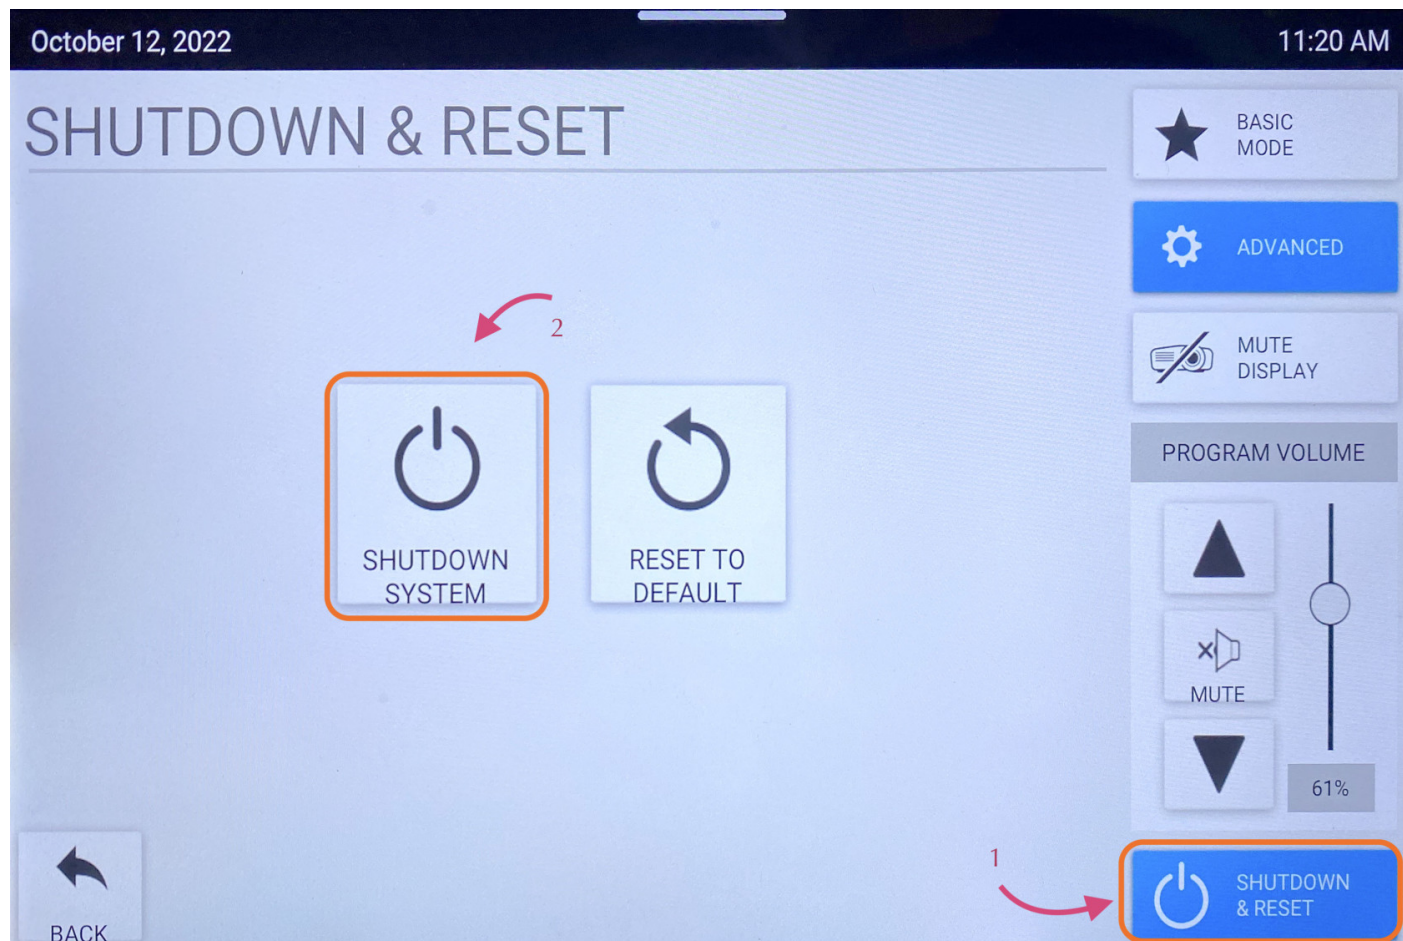 October 12, 2022
11:20 AM
SHUTDOWN & RESET
BASIC
MODE
ADVANCED
MUTE
DISPLAY
PROGRAM VOLUME
MUTE
61%
2
SHUTDOWN
SYSTEM
RESET TO
DEFAULT
BACK
1
SHUTDOWN
& RESET